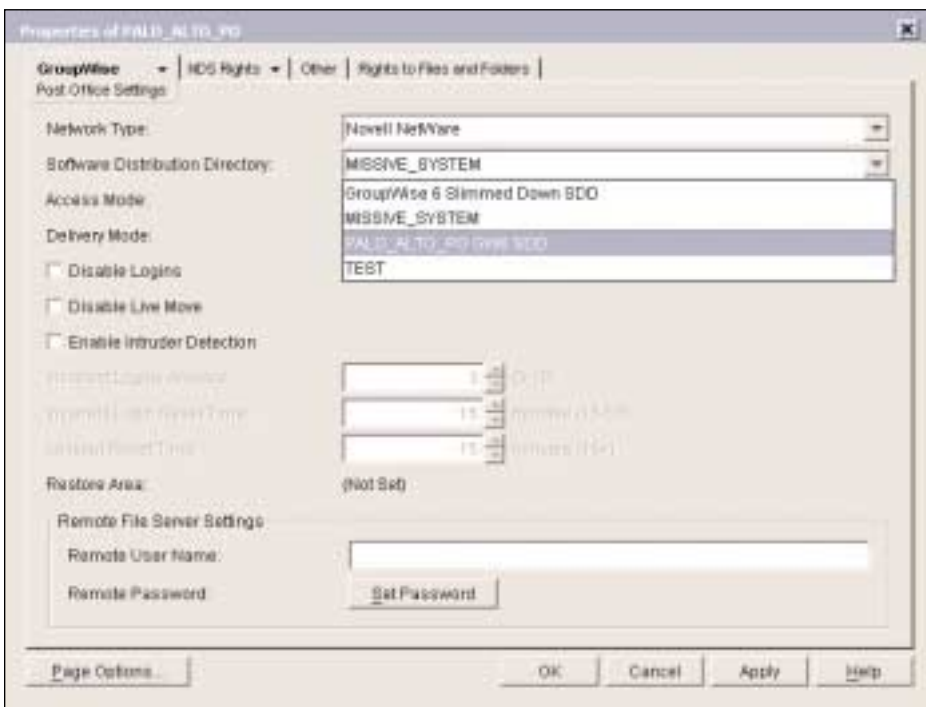 Properties of PALO_ALTO_PO
GroupWise NDS Rights Other Rights to Files and Folders
Post Office Settings
Network Type: Novell NetWare
Software Distribution Directory: MISSIVE_SYSTEM
Access Mode:
GroupWise 6 Slimmed Down SDD
MISSIVE_SYSTEM
Delivery Mode:
PALO_ALTO_PO GW6 SDD
Disable Logins
TEST
Disable Live Move
Enable Intruder Detection
15
15
Restore Area: (Not Set)
Remote File Server Settings
Remote User Name:
Remote Password: Set Password
Page Options... OK Cancel Apply Help